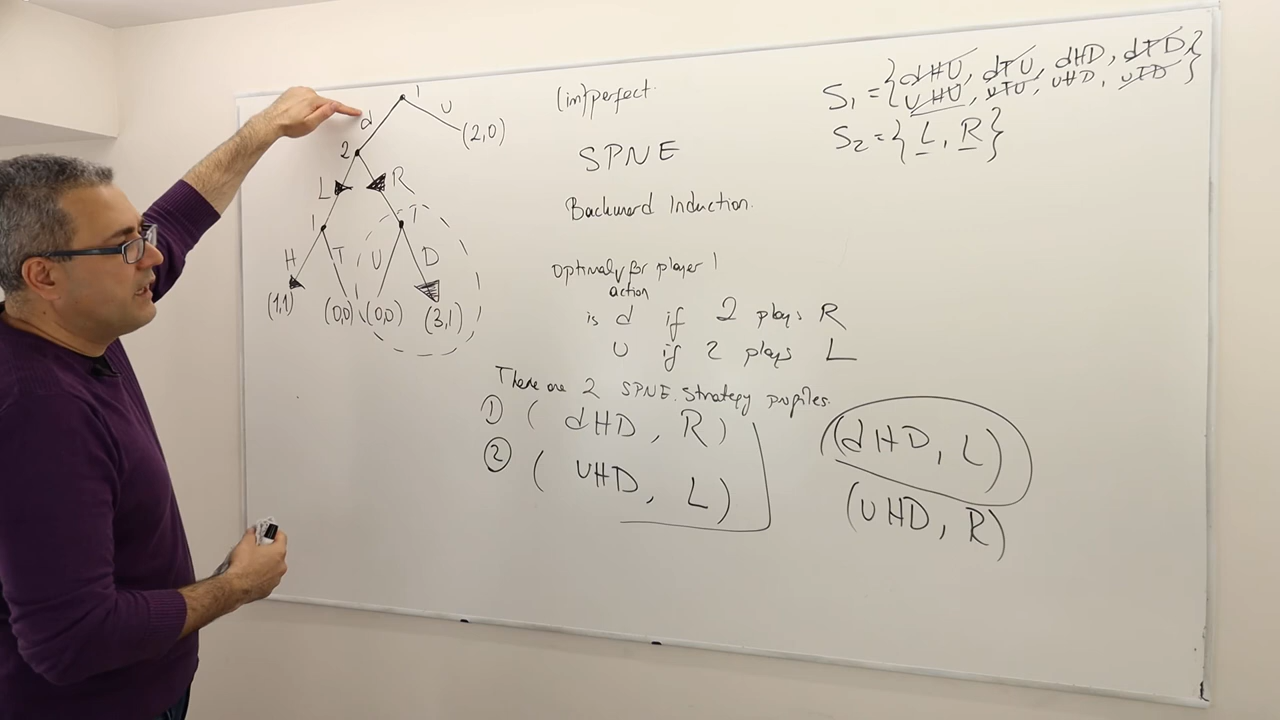 1
d
U
(2,0)
2
L
R
1
1
H
T
U
D
(1,1)
(0,0)
(0,0)
(3,1)
(im)perfect
SPNE
Backward Induction.
optimaly for player 1
action
is d if 2 plays R
U if 2 plays L
There are 2 SPNE. strategy profiles.
① ( dHD, R)
② ( UHD, L)
(dHD, L)
(UHD, R)
S1 = {dHU, dTU, dHD, dTD,
UHU, UTU, UHD, UTD}
S2 = {L, R}